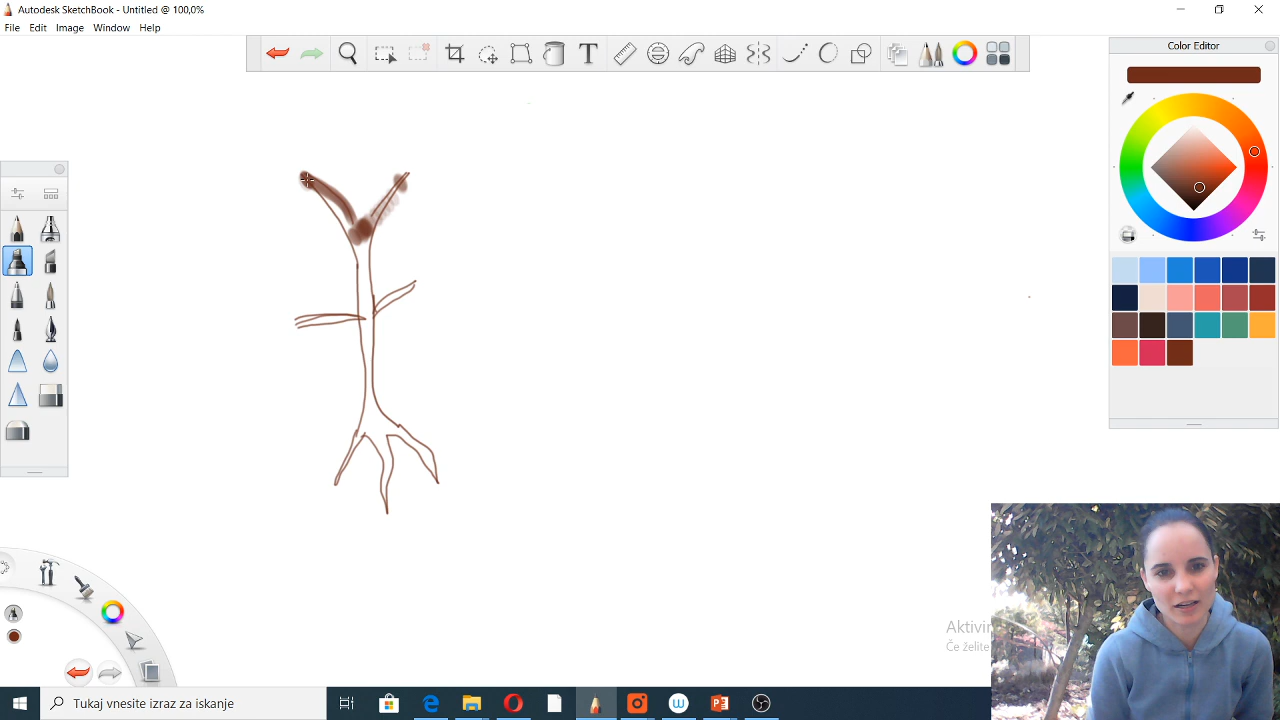 Autodesk SketchBook - Untitled @ 100,0%
File Edit Image Window Help
T
Color Editor
Če želite
Tukaj vnesite izraz za iskanje